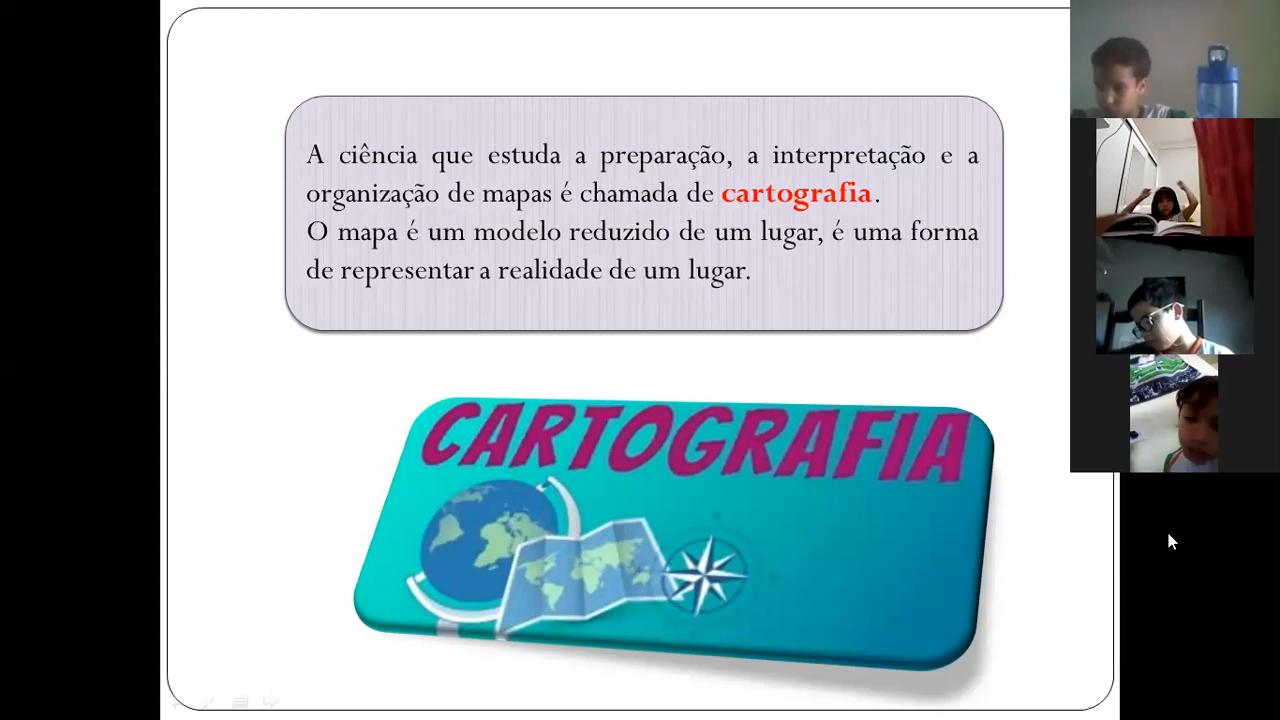 A ciência que estuda a preparação, a interpretação e a
organização de mapas é chamada de cartografia.
O mapa é um modelo reduzido de um lugar, é uma forma
de representar a realidade de um lugar.
CARTOGRAFIA